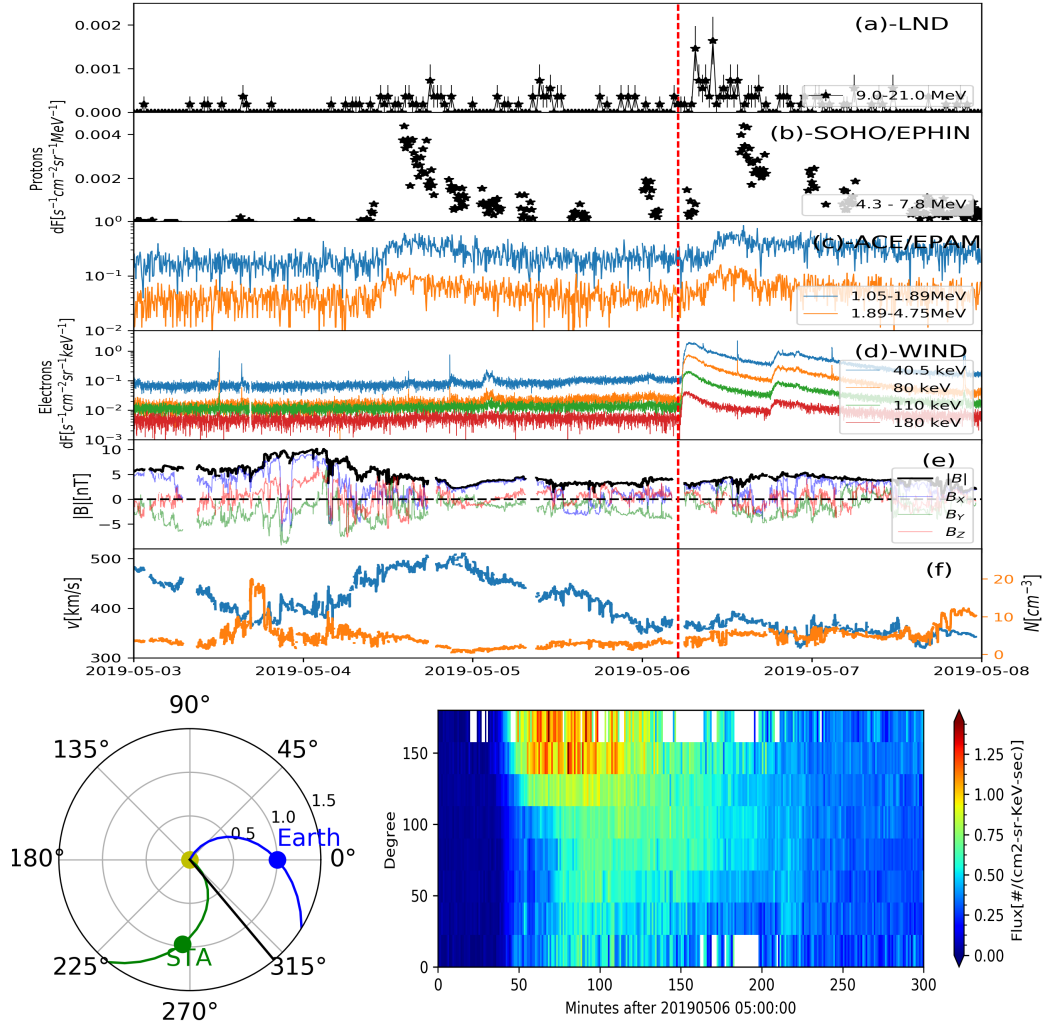 (a)-LND
0.002
0.001
0.000
9.0-21.0 MeV
(b)-SOHO/EPHIN
0.004
0.002
Protons
dF[s⁻¹cm⁻²sr⁻¹MeV⁻¹]
4.3 - 7.8 MeV
10⁰
(c)-ACE/EPAM
10⁻¹
1.05-1.89MeV
1.89-4.75MeV
10⁻²
(d)-WIND
10⁰
10⁻¹
10⁻²
10⁻³
Electrons
dF[s⁻¹cm⁻²sr⁻¹keV⁻¹]
40.5 keV
80 keV
110 keV
180 keV
(e)
10
5
0
−5
|B|[nT]
|B|
B_X
B_Y
B_Z
(f)
500
400
300
v[km/s]
20
10
0
N[cm⁻³]
2019-05-03
2019-05-04
2019-05-05
2019-05-06
2019-05-07
2019-05-08
90°
135°
45°
1.5
1.0
0.5
Earth
180°
0°
STA
225°
315°
270°
150
100
50
0
Degree
0
50
100
150
200
250
300
Minutes after 20190506 05:00:00
1.25
1.00
0.75
0.50
0.25
0.00
Flux[#/(cm2-sr-KeV-sec)]